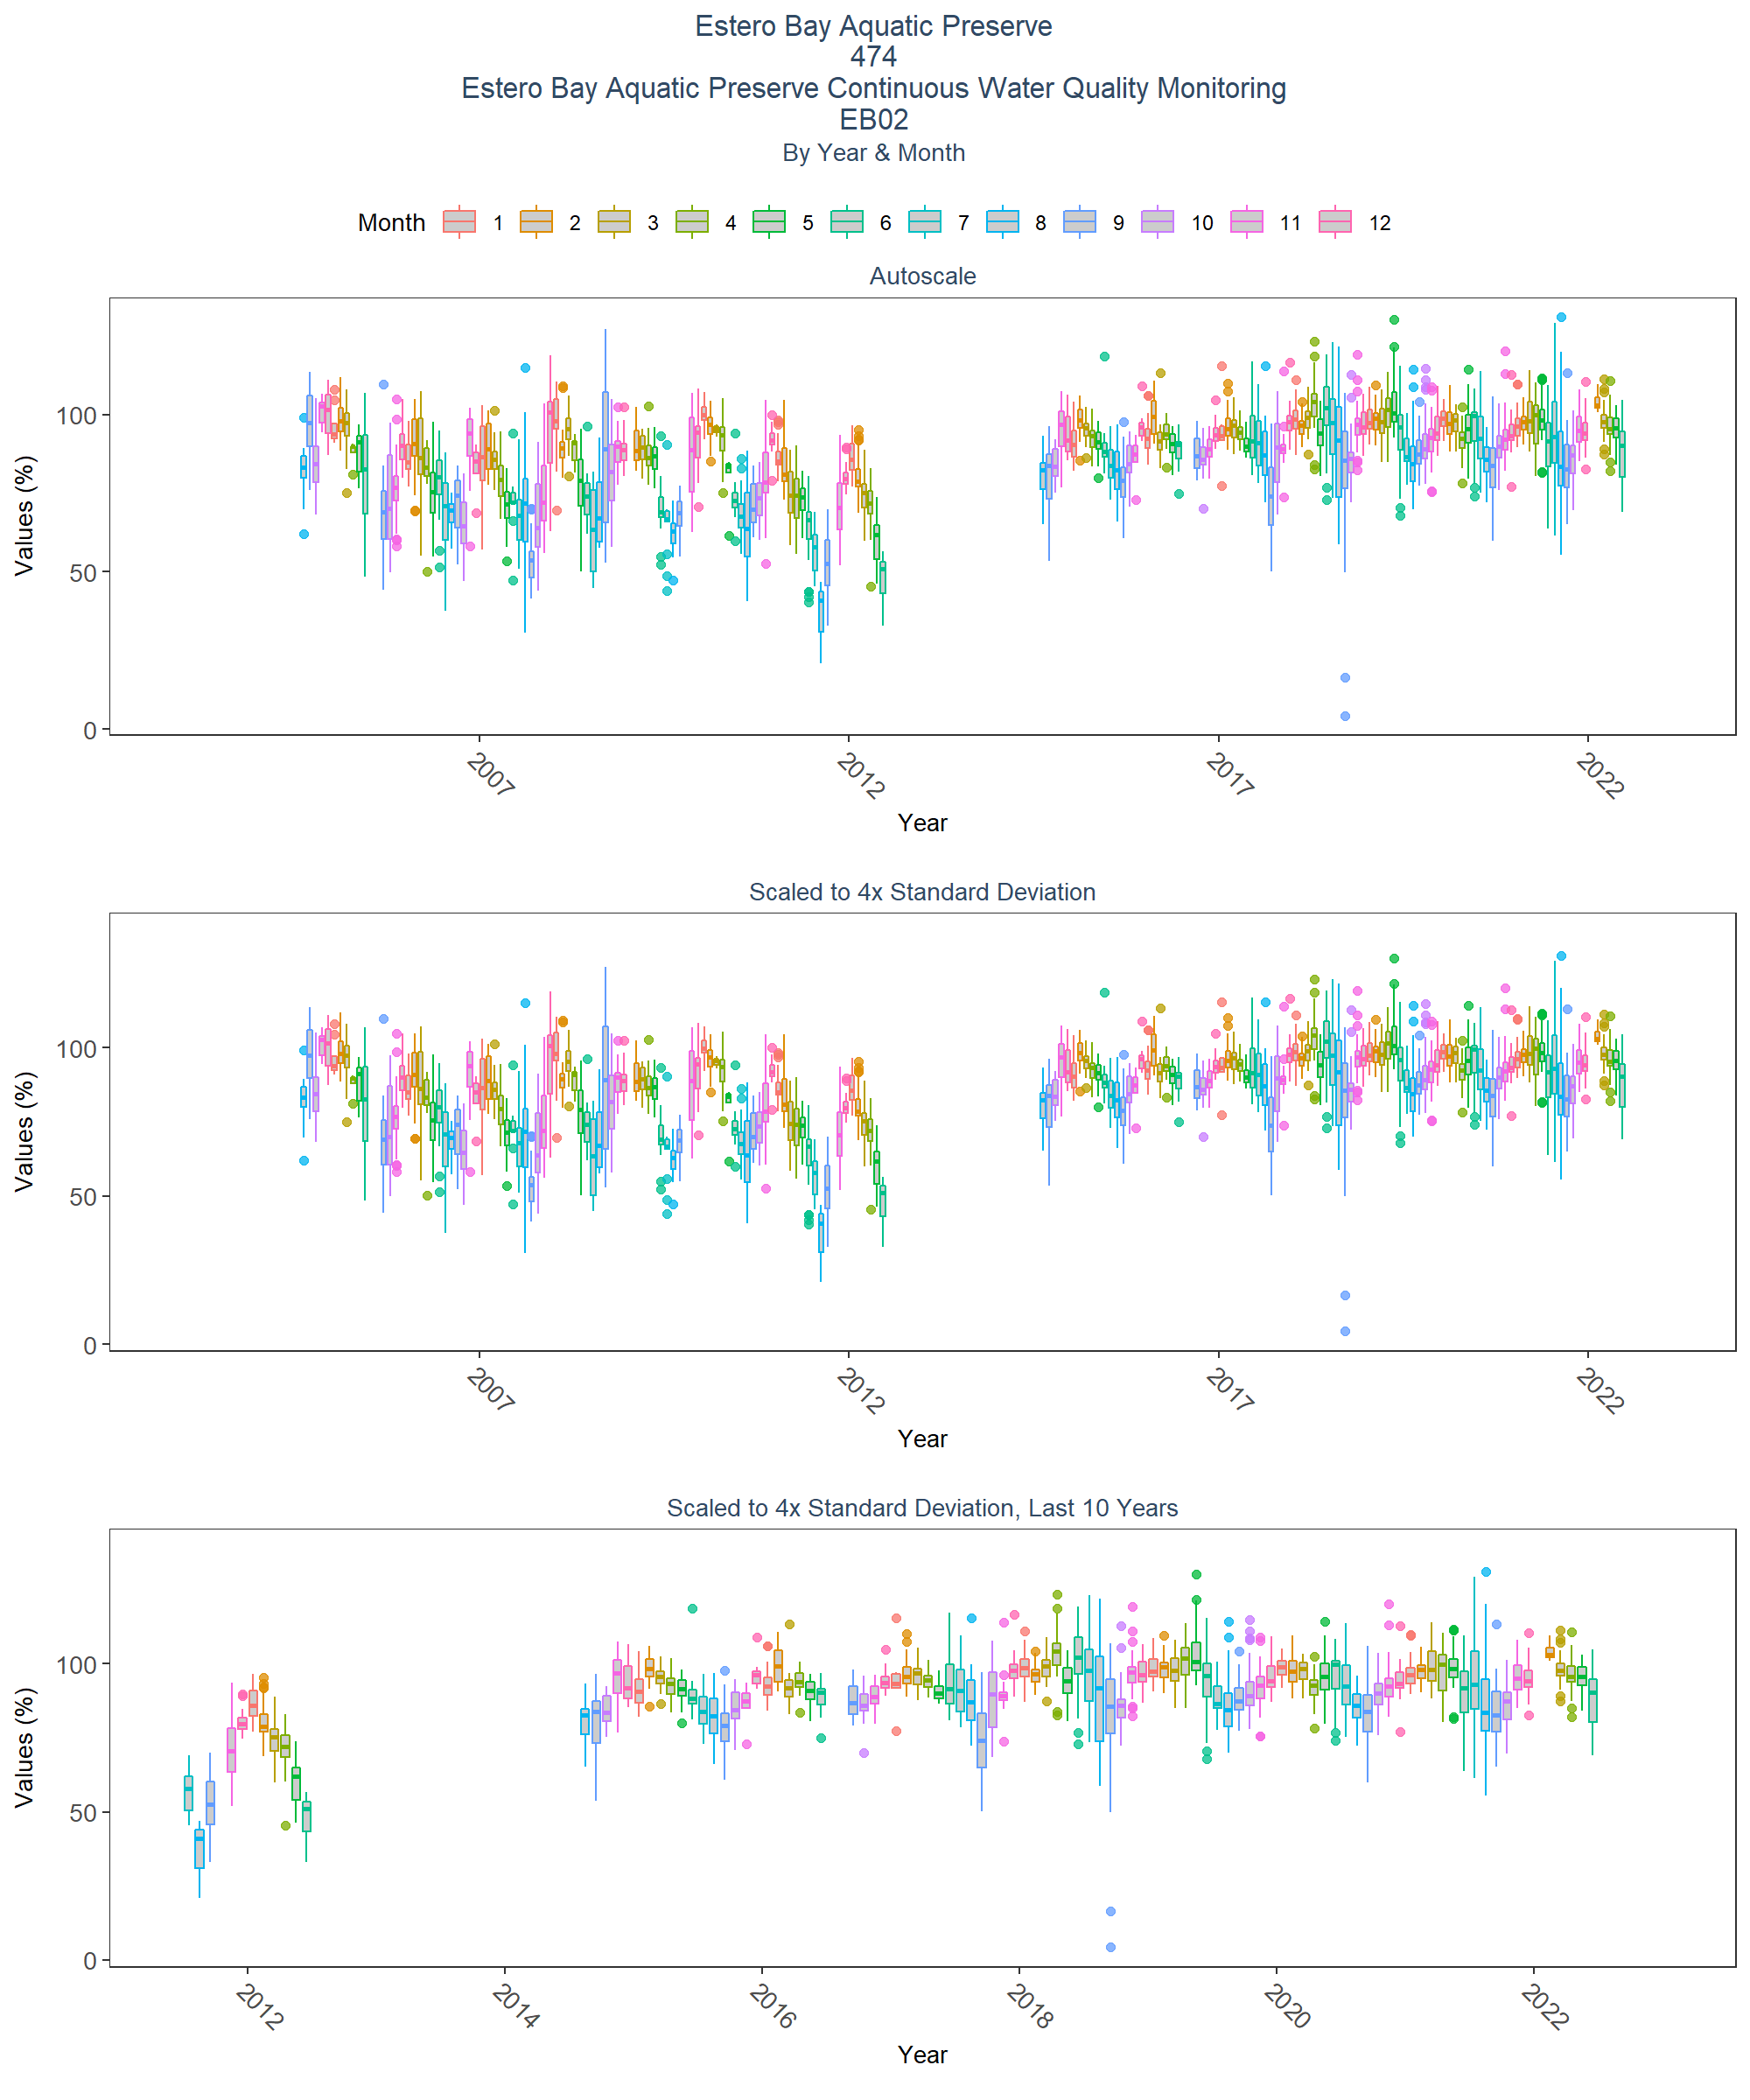 Estero Bay Aquatic Preserve
474
Estero Bay Aquatic Preserve Continuous Water Quality Monitoring
EB02
By Year & Month
Month 1 2 3 4 5 6 7 8 9 10 11 12
Autoscale
Values (%)
100
50
0
2007 2012 2017 2022
Year
Scaled to 4x Standard Deviation
Values (%)
100
50
0
2007 2012 2017 2022
Year
Scaled to 4x Standard Deviation, Last 10 Years
Values (%)
100
50
0
2012 2014 2016 2018 2020 2022
Year